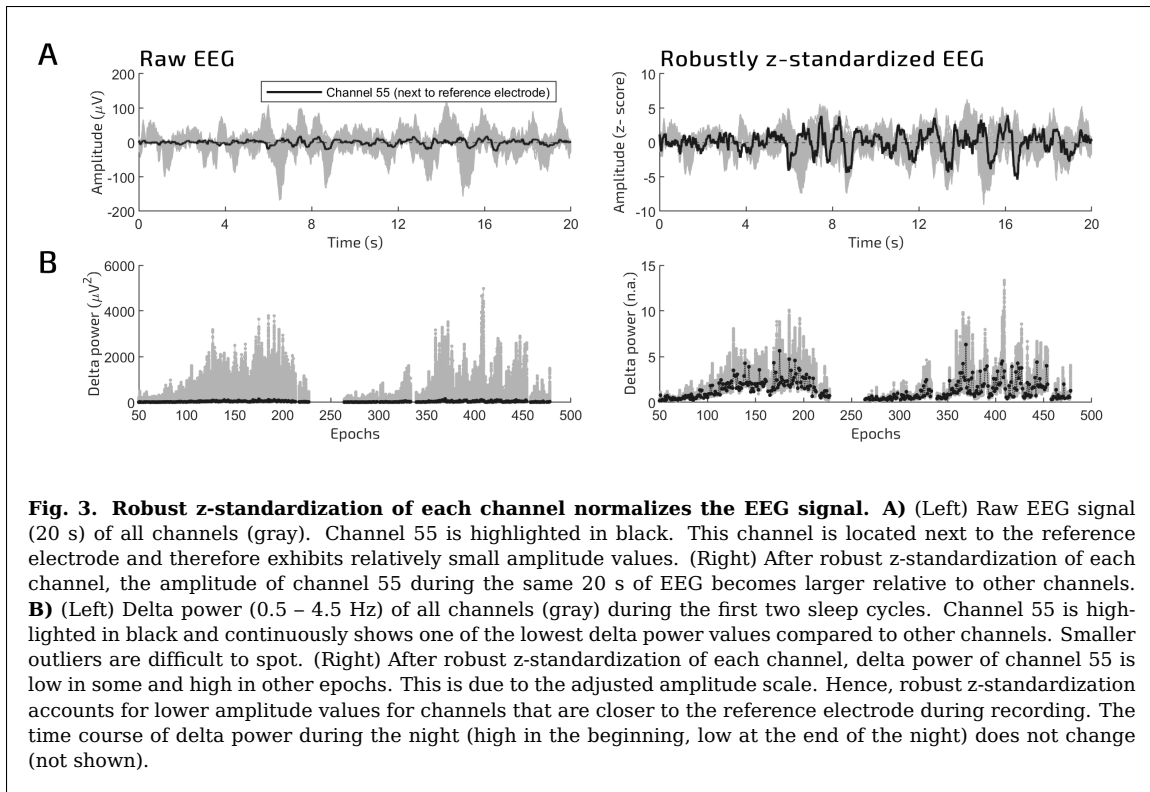 A
Raw EEG
Robustly z-standardized EEG
Amplitude (μV)
200
100
0
-100
-200
Channel 55 (next to reference electrode)
0 4 8 12 16 20
Time (s)
Amplitude (z- score)
10
5
0
-5
-10
0 4 8 12 16 20
Time (s)
B
Delta power (μV²)
6000
4000
2000
0
50 100 150 200 250 300 350 400 450 500
Epochs
Delta power (n.a.)
15
10
5
0
50 100 150 200 250 300 350 400 450 500
Epochs
Fig. 3. Robust z-standardization of each channel normalizes the EEG signal. A) (Left) Raw EEG signal
(20 s) of all channels (gray). Channel 55 is highlighted in black. This channel is located next to the reference
electrode and therefore exhibits relatively small amplitude values. (Right) After robust z-standardization of each
channel, the amplitude of channel 55 during the same 20 s of EEG becomes larger relative to other channels.
B) (Left) Delta power (0.5 – 4.5 Hz) of all channels (gray) during the first two sleep cycles. Channel 55 is high-
lighted in black and continuously shows one of the lowest delta power values compared to other channels. Smaller
outliers are difficult to spot. (Right) After robust z-standardization of each channel, delta power of channel 55 is
low in some and high in other epochs. This is due to the adjusted amplitude scale. Hence, robust z-standardization
accounts for lower amplitude values for channels that are closer to the reference electrode during recording. The
time course of delta power during the night (high in the beginning, low at the end of the night) does not change
(not shown).